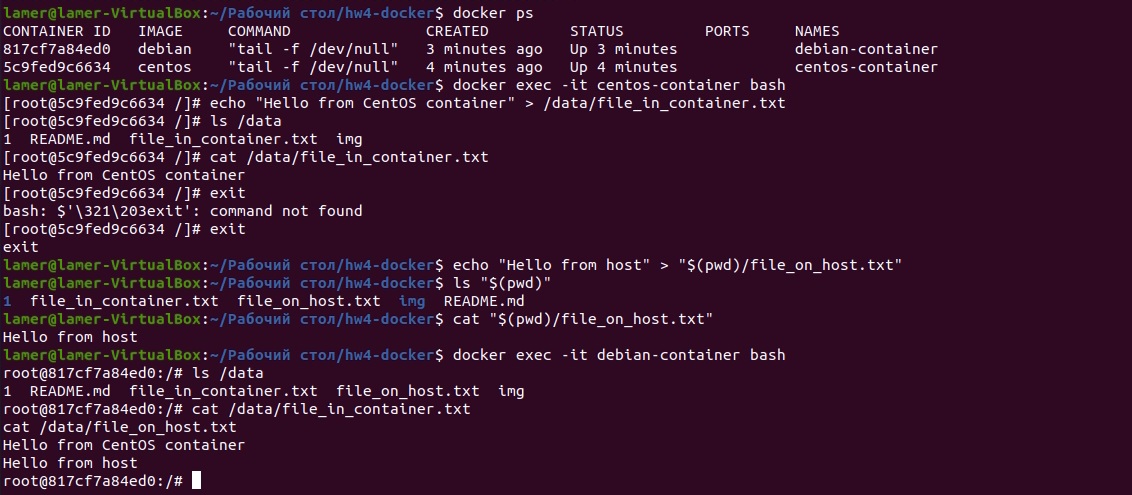 lamer@lamer-VirtualBox:~/Рабочий стол/hw4-docker$ docker ps
CONTAINER ID   IMAGE     COMMAND               CREATED         STATUS         PORTS     NAMES
817cf7a84ed0   debian    "tail -f /dev/null"   3 minutes ago   Up 3 minutes             debian-container
5c9fed9c6634   centos    "tail -f /dev/null"   4 minutes ago   Up 4 minutes             centos-container
lamer@lamer-VirtualBox:~/Рабочий стол/hw4-docker$ docker exec -it centos-container bash
[root@5c9fed9c6634 /]# echo "Hello from CentOS container" > /data/file_in_container.txt
[root@5c9fed9c6634 /]# ls /data
1  README.md  file_in_container.txt  img
[root@5c9fed9c6634 /]# cat /data/file_in_container.txt
Hello from CentOS container
[root@5c9fed9c6634 /]# exit
bash: $'\321\203exit': command not found
[root@5c9fed9c6634 /]# exit
exit
lamer@lamer-VirtualBox:~/Рабочий стол/hw4-docker$ echo "Hello from host" > "$(pwd)/file_on_host.txt"
lamer@lamer-VirtualBox:~/Рабочий стол/hw4-docker$ ls "$(pwd)"
1  file_in_container.txt  file_on_host.txt  img  README.md
lamer@lamer-VirtualBox:~/Рабочий стол/hw4-docker$ cat "$(pwd)/file_on_host.txt"
Hello from host
lamer@lamer-VirtualBox:~/Рабочий стол/hw4-docker$ docker exec -it debian-container bash
root@817cf7a84ed0:/# ls /data
1  README.md  file_in_container.txt  file_on_host.txt  img
root@817cf7a84ed0:/# cat /data/file_in_container.txt
cat /data/file_on_host.txt
Hello from CentOS container
Hello from host
root@817cf7a84ed0:/#